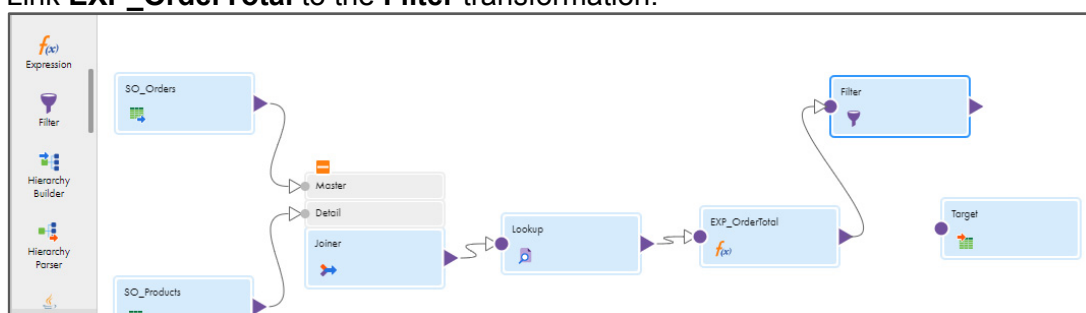 Link EXP_OrderTotal to the Filter transformation.
f(x)
Expression
Filter
Hierarchy
Builder
Hierarchy
Parser
SO_Orders
Master
Detail
Joiner
SO_Products
Lookup
EXP_OrderTotal
f(x)
Filter
Target